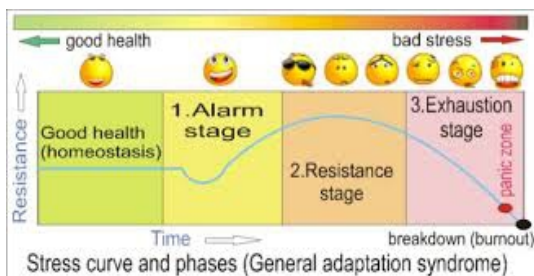 good health
bad stress
Resistance
Good health
(homeostasis)
1.Alarm
stage
2.Resistance
stage
3.Exhaustion
stage
panic zone
Time
breakdown (burnout)
Stress curve and phases (General adaptation syndrome)